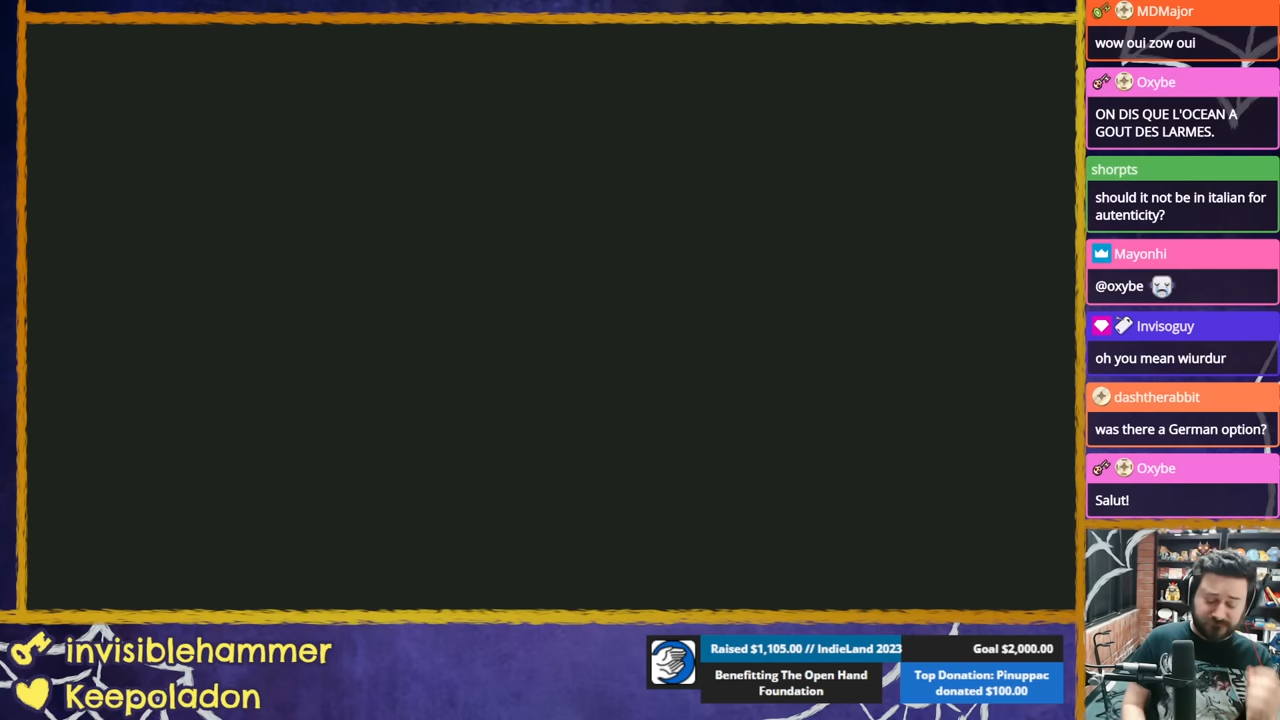 MDMajor
wow oui zow oui
Oxybe
ON DIS QUE L'OCEAN A
GOUT DES LARMES.
shorpts
should it not be in italian for
autenticity?
Mayonhi
@oxybe
Invisoguy
oh you mean wiurdur
dashtherabbit
was there a German option?
Oxybe
Salut!
invisiblehammer
Keepoladon
Raised $1,105.00 // IndieLand 2023
Goal $2,000.00
Benefitting The Open Hand
Foundation
Top Donation: Pinuppac
donated $100.00